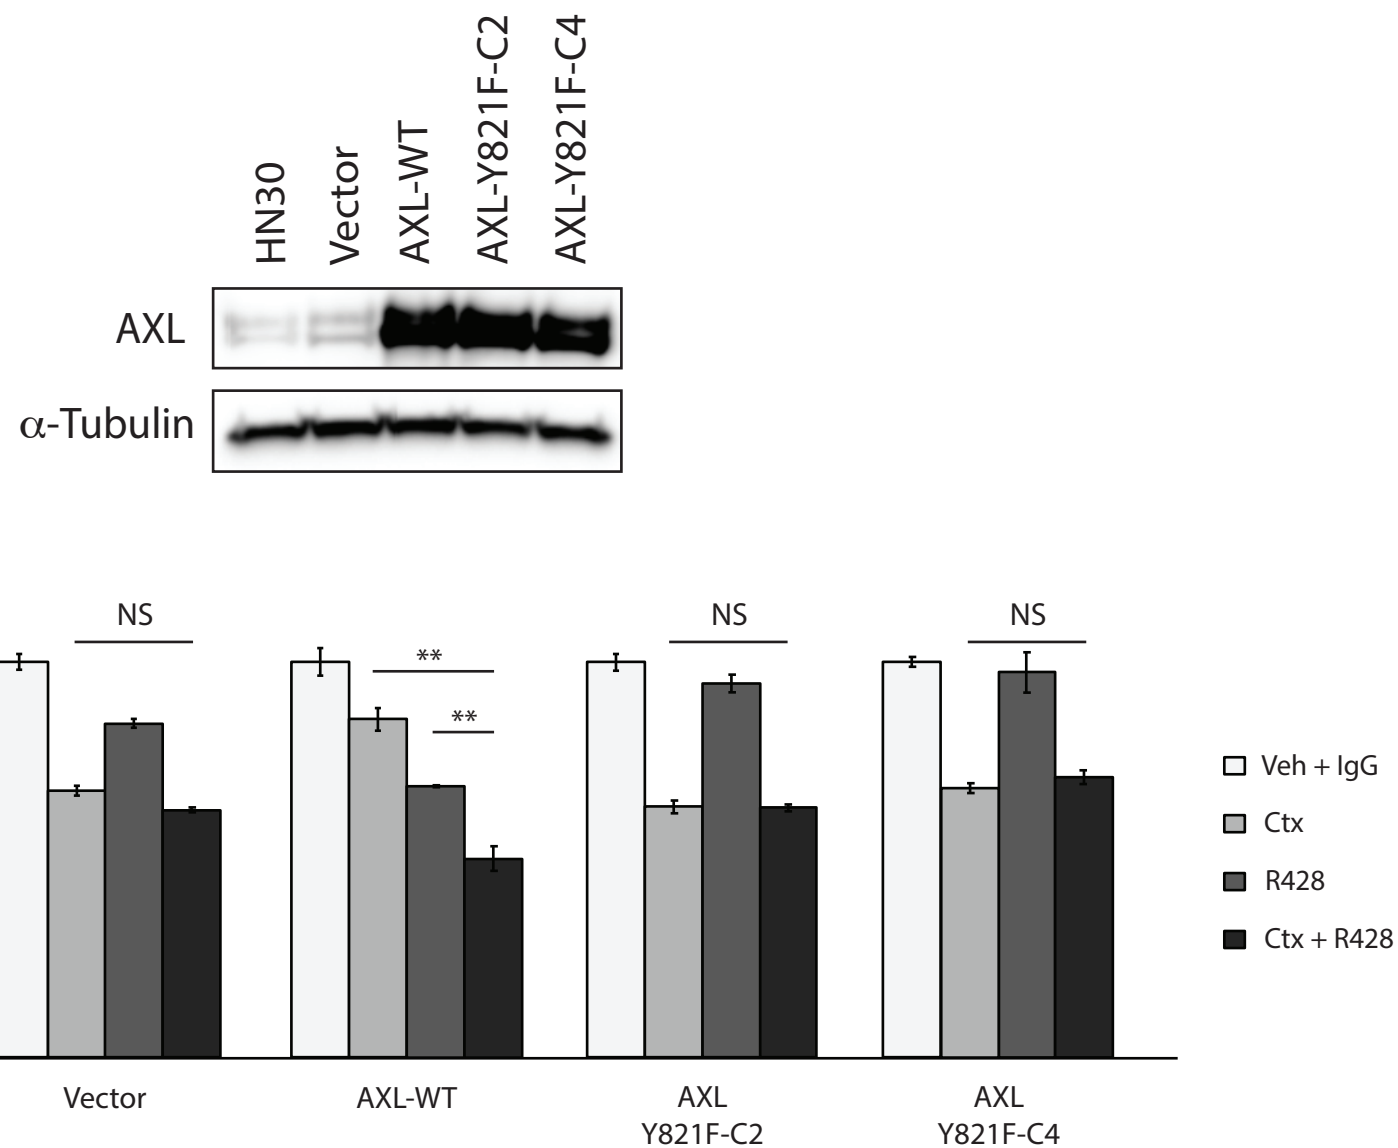 HN30
Vector
AXL-WT
AXL-Y821F-C2
AXL-Y821F-C4
AXL
α-Tubulin
NS
**
**
NS
NS
Veh + IgG
Ctx
R428
Ctx + R428
Vector
AXL-WT
AXL
Y821F-C2
AXL
Y821F-C4